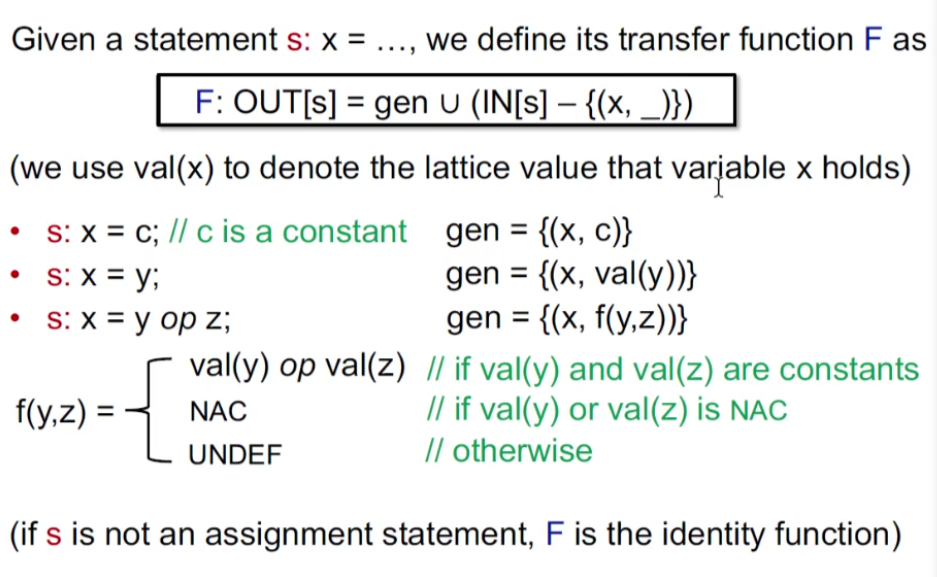 Given a statement s: x = …, we define its transfer function F as
F: OUT[s] = gen ∪ (IN[s] – {(x, _)})
(we use val(x) to denote the lattice value that variable x holds)
• s: x = c; // c is a constant gen = {(x, c)}
• s: x = y; gen = {(x, val(y))}
• s: x = y op z; gen = {(x, f(y,z))}
val(y) op val(z) // if val(y) and val(z) are constants
f(y,z) = NAC // if val(y) or val(z) is NAC
UNDEF // otherwise
(if s is not an assignment statement, F is the identity function)